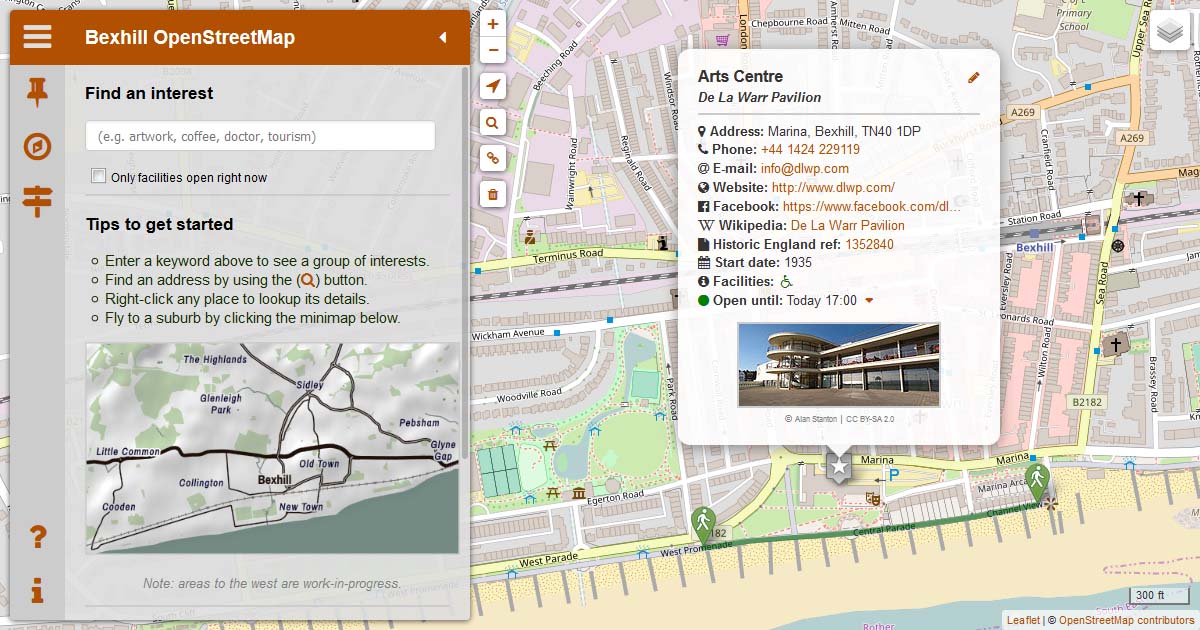 Bexhill OpenStreetMap
Find an interest
(e.g. artwork, coffee, doctor, tourism)
Only facilities open right now
Tips to get started
Enter a keyword above to see a group of interests.
Find an address by using the ( ) button.
Right-click any place to lookup its details.
Fly to a suburb by clicking the minimap below.
The Highlands
Sidley
Glenleigh
Park
Pebsham
Glyne
Gap
Little Common
Old Town
Collington
Bexhill
Cooden
New Town
Note: areas to the west are work-in-progress.
+
−
Arts Centre
De La Warr Pavilion
Address: Marina, Bexhill, TN40 1DP
Phone: +44 1424 229119
E-mail: info@dlwp.com
Website: http://www.dlwp.com/
Facebook: https://www.facebook.com/dl...
Wikipedia: De La Warr Pavilion
Historic England ref: 1352840
Start date: 1935
Facilities:
Open until: Today 17:00
© Alan Stanton | CC BY-SA 2.0
Chepbourne Road
Mitten Road
Primary
School
Upper Sea Road
London
Amherst Road
Beeching Road
Windsor Road
Reginald Road
Wainwright Road
A269
A269
Cranfield Road
Station Road
Bexhill
Terminus Road
Sea Road
Wickham Avenue
Woodville Road
Park Road
Wilton Road
Brassey Road
B2182
Egerton Road
Marina
Marina
P
Channel View
Central Parade
182
West Promenade
West Parade
300 ft
Rother
Leaflet | © OpenStreetMap contributors